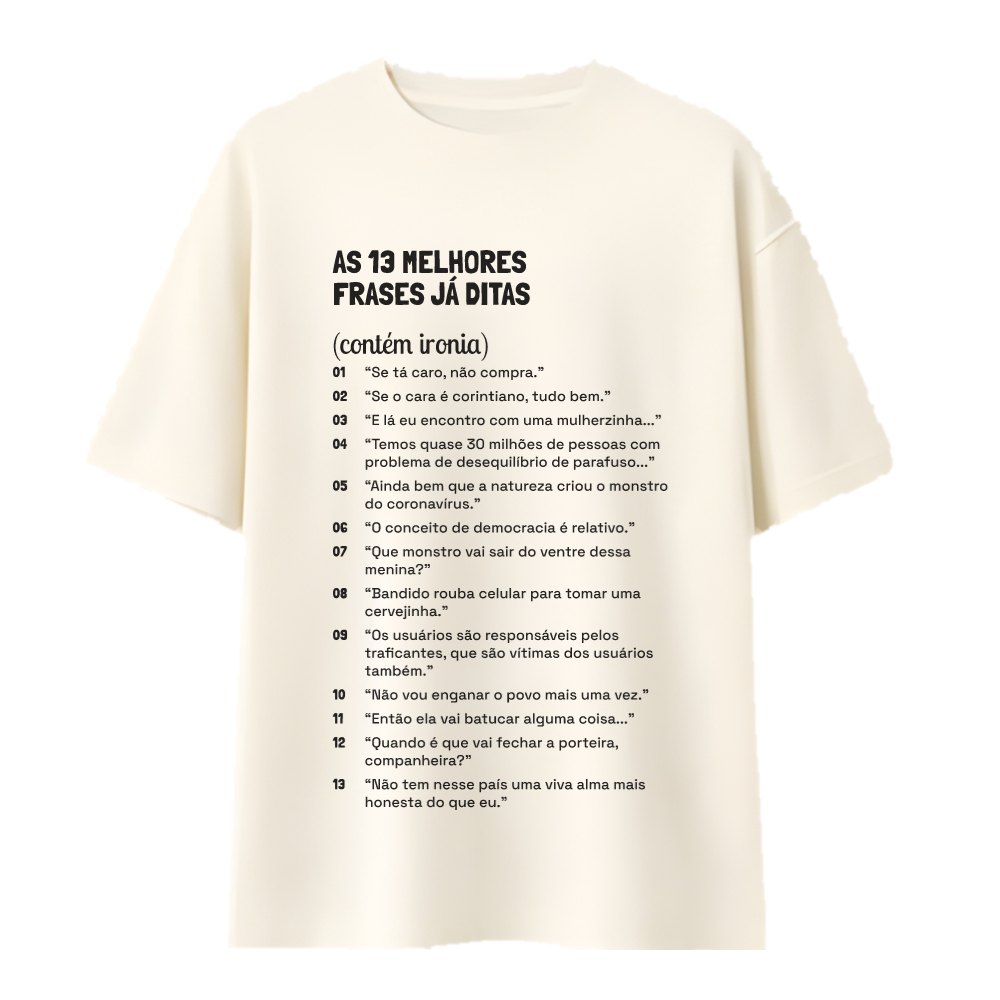 AS 13 MELHORES
FRASES JÁ DITAS
(contém ironia)
01 “Se tá caro, não compra.”
02 “Se o cara é corintiano, tudo bem.”
03 “E lá eu encontro com uma mulherzinha...”
04 “Temos quase 30 milhões de pessoas com
problema de desequilíbrio de parafuso...”
05 “Ainda bem que a natureza criou o monstro
do coronavírus.”
06 “O conceito de democracia é relativo.”
07 “Que monstro vai sair do ventre dessa
menina?”
08 “Bandido rouba celular para tomar uma
cervejinha.”
09 “Os usuários são responsáveis pelos
traficantes, que são vítimas dos usuários
também.”
10 “Não vou enganar o povo mais uma vez.”
11 “Então ela vai batucar alguma coisa...”
12 “Quando é que vai fechar a porteira,
companheira?”
13 “Não tem nesse país uma viva alma mais
honesta do que eu.”